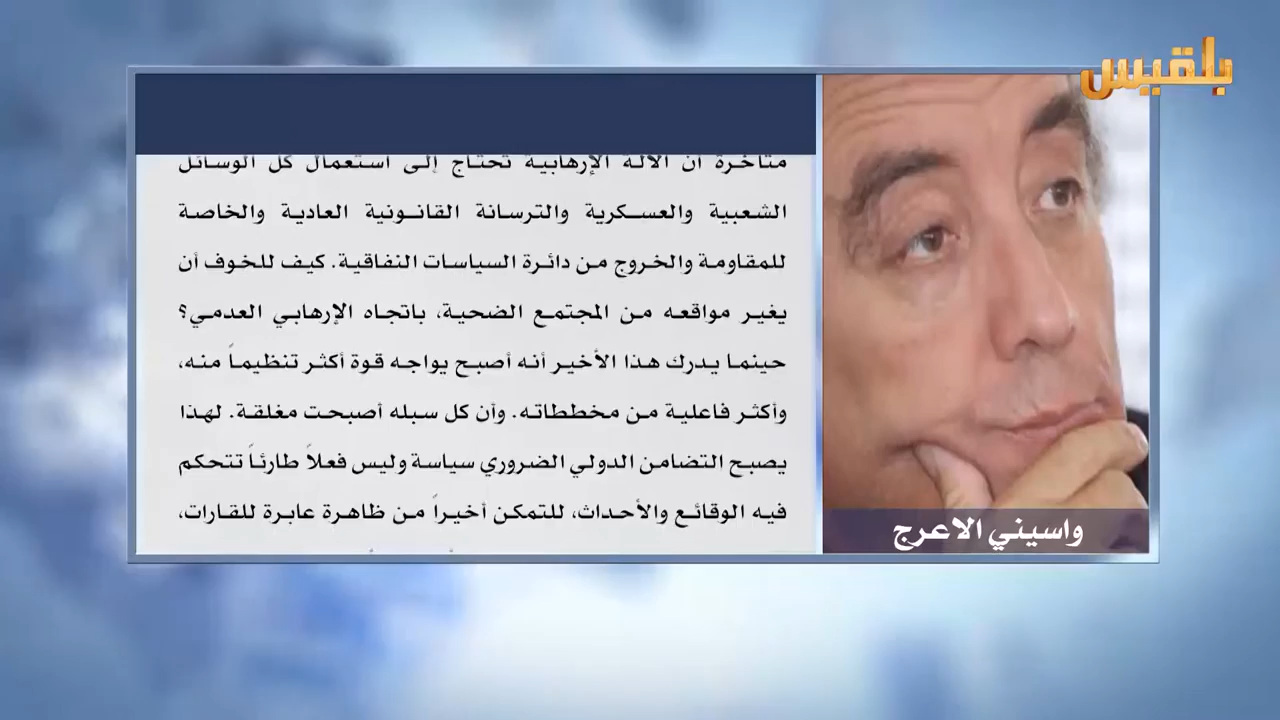 بلقيس
متأخرة أن الآلة الإرهابية تحتاج إلى استعمال كل الوسائل
الشعبية والعسكرية والترسانة القانونية العادية والخاصة
للمقاومة والخروج من دائرة السياسات النفاقية. كيف للخوف أن
يغير مواقعه من المجتمع الضحية، باتجاه الإرهابي العدمي؟
حينما يدرك هذا الأخير أنه أصبح يواجه قوة أكثر تنظيماً منه،
وأكثر فاعلية من مخططاته. وأن كل سبله أصبحت مغلقة. لهذا
يصبح التضامن الدولي الضروري سياسة وليس فعلاً طارئاً تتحكم
فيه الوقائع والأحداث، للتمكن أخيراً من ظاهرة عابرة للقارات،
واسيني الاعرج